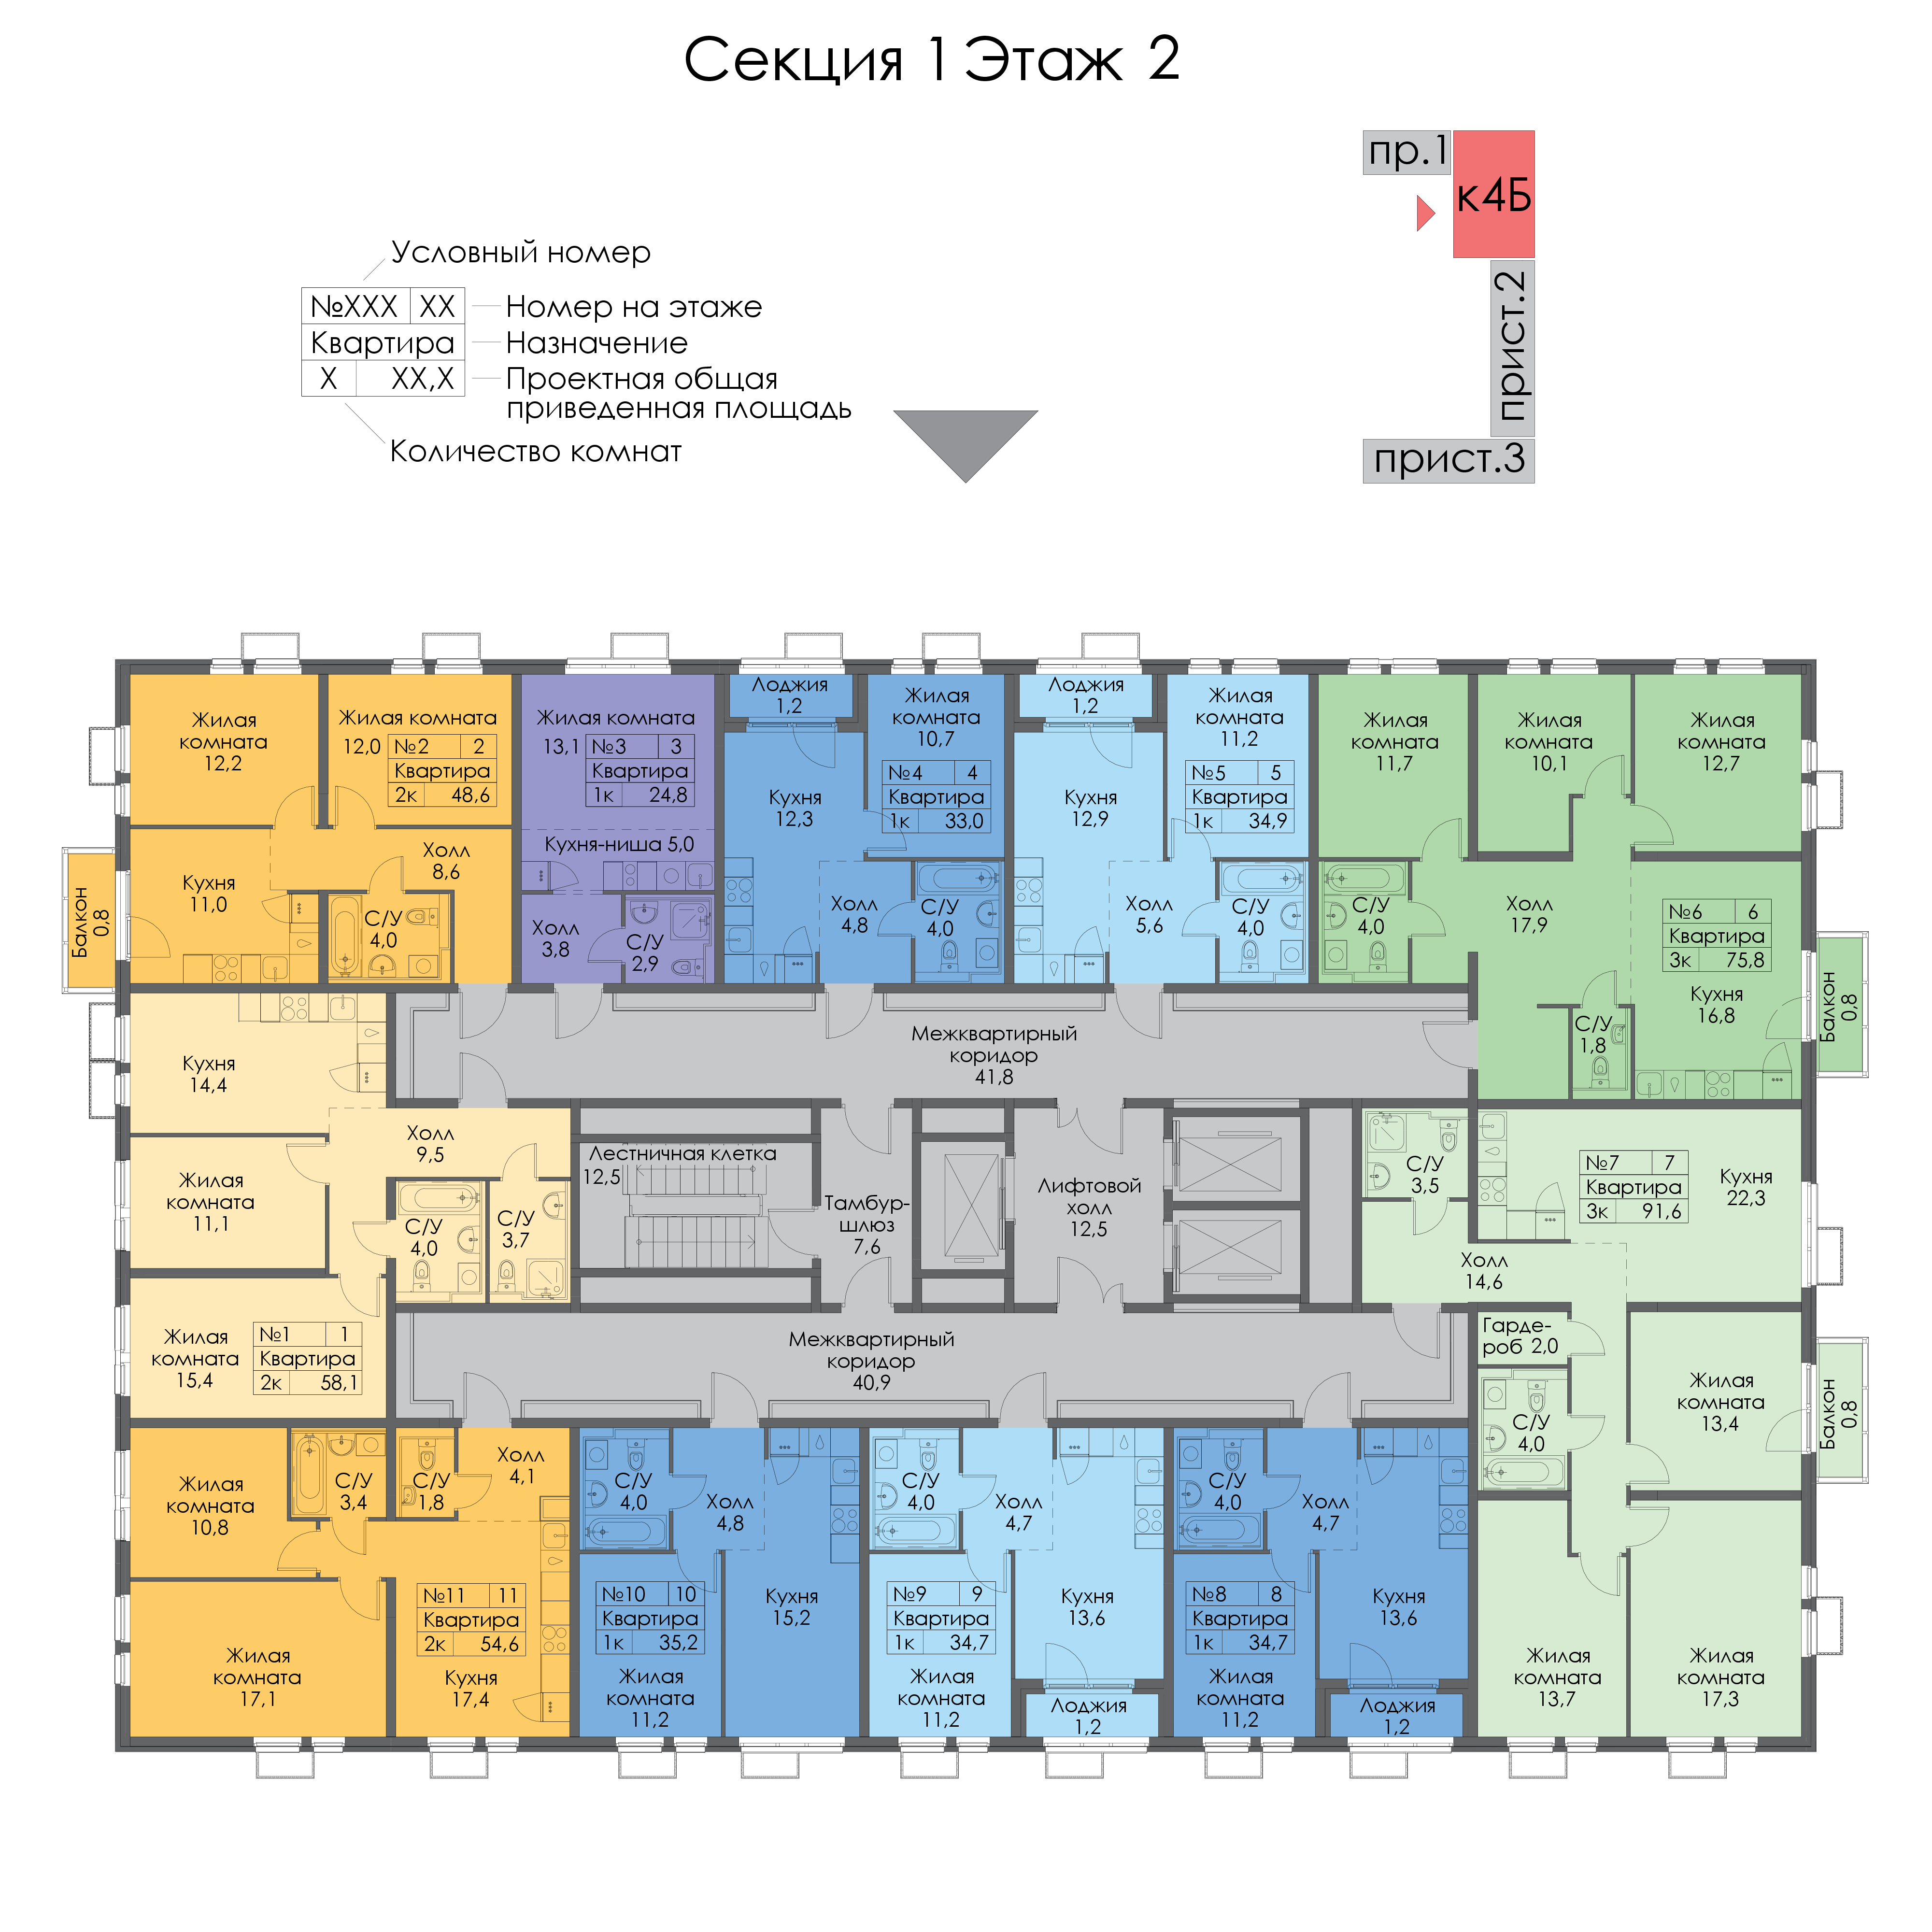 Секция 1 Этаж 2
пр.1
к4Б
прист.2
прист.3
Условный номер
№XXX XX
Номер на этаже
Квартира
Назначение
X XX,X
Проектная общая
приведенная площадь
Количество комнат
Жилая
комната
12,2
Жилая комната
12,0
№2 2
Квартира
2к 48,6
Кухня
11,0
Холл
8,6
С/У
4,0
Балкон
0,8
Жилая комната
13,1
№3 3
Квартира
1к 24,8
Кухня-ниша 5,0
Холл
3,8
С/У
2,9
Лоджия
1,2
Жилая
комната
10,7
№4 4
Квартира
1к 33,0
Кухня
12,3
Холл
4,8
С/У
4,0
Лоджия
1,2
Жилая
комната
11,2
№5 5
Квартира
1к 34,9
Кухня
12,9
Холл
5,6
С/У
4,0
Жилая
комната
11,7
Жилая
комната
10,1
Жилая
комната
12,7
С/У
4,0
Холл
17,9
№6 6
Квартира
3к 75,8
Кухня
16,8
С/У
1,8
Балкон
0,8
Межквартирный
коридор
41,8
Кухня
14,4
Холл
9,5
Жилая
комната
11,1
С/У
4,0
С/У
3,7
Жилая
комната
15,4
№1 1
Квартира
2к 58,1
Лестничная клетка
12,5
Тамбур-
шлюз
7,6
Лифтовой
холл
12,5
С/У
3,5
№7 7
Квартира
3к 91,6
Кухня
22,3
Холл
14,6
Гарде-
роб 2,0
С/У
4,0
Жилая
комната
13,4
Балкон
0,8
Жилая
комната
13,7
Жилая
комната
17,3
Межквартирный
коридор
40,9
Жилая
комната
10,8
С/У
3,4
С/У
1,8
Холл
4,1
№11 11
Квартира
2к 54,6
Кухня
17,4
Жилая
комната
17,1
С/У
4,0
Холл
4,8
№10 10
Квартира
1к 35,2
Жилая
комната
11,2
Кухня
15,2
С/У
4,0
Холл
4,7
№9 9
Квартира
1к 34,7
Жилая
комната
11,2
Кухня
13,6
Лоджия
1,2
С/У
4,0
Холл
4,7
№8 8
Квартира
1к 34,7
Жилая
комната
11,2
Кухня
13,6
Лоджия
1,2